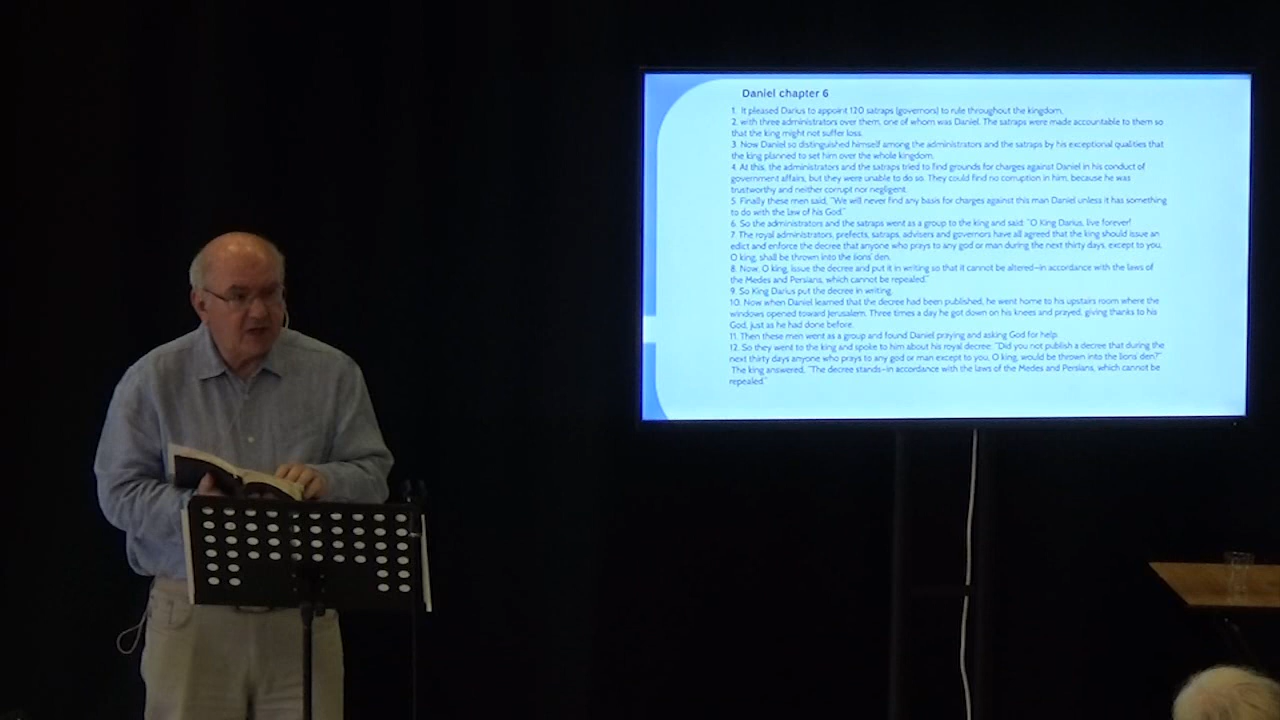 Daniel chapter 6
1. It pleased Darius to appoint 120 satraps (governors) to rule throughout the kingdom,
2. with three administrators over them, one of whom was Daniel. The satraps were made accountable to them so
that the king might not suffer loss.
3. Now Daniel so distinguished himself among the administrators and the satraps by his exceptional qualities that
the king planned to set him over the whole kingdom.
4. At this, the administrators and the satraps tried to find grounds for charges against Daniel in his conduct of
government affairs, but they were unable to do so. They could find no corruption in him, because he was
trustworthy and neither corrupt nor negligent.
5. Finally these men said, "We will never find any basis for charges against this man Daniel unless it has something
to do with the law of his God."
6. So the administrators and the satraps went as a group to the king and said: "O King Darius, live forever!
7. The royal administrators, prefects, satraps, advisers and governors have all agreed that the king should issue an
edict and enforce the decree that anyone who prays to any god or man during the next thirty days, except to you,
O king, shall be thrown into the lions' den.
8. Now, O king, issue the decree and put it in writing so that it cannot be altered–in accordance with the laws of
the Medes and Persians, which cannot be repealed."
9. So King Darius put the decree in writing.
10. Now when Daniel learned that the decree had been published, he went home to his upstairs room where the
windows opened toward Jerusalem. Three times a day he got down on his knees and prayed, giving thanks to his
God, just as he had done before.
11. Then these men went as a group and found Daniel praying and asking God for help.
12. So they went to the king and spoke to him about his royal decree: "Did you not publish a decree that during the
next thirty days anyone who prays to any god or man except to you, O king, would be thrown into the lions' den?"
The king answered, "The decree stands–in accordance with the laws of the Medes and Persians, which cannot be
repealed."